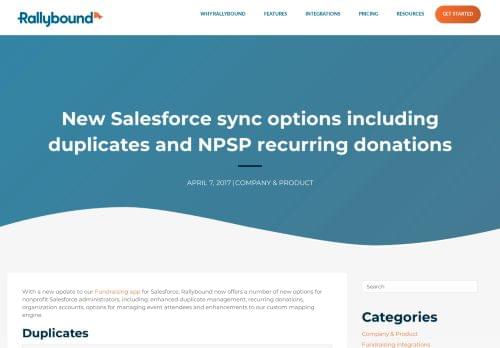 Rallybound
WHY RALLYBOUND
FEATURES
INTEGRATIONS
PRICING
RESOURCES
GET STARTED
New Salesforce sync options including
duplicates and NPSP recurring donations
APRIL 7, 2017 | COMPANY & PRODUCT
With a new update to our Fundraising app for Salesforce, Rallybound now offers a number of new options for
nonprofit Salesforce administrators, including: enhanced duplicate management, recurring donations,
organization accounts, options for managing event attendees and enhancements to our custom mapping
engine.
Duplicates
Search
Categories
Company & Product
Fundraising Integrations